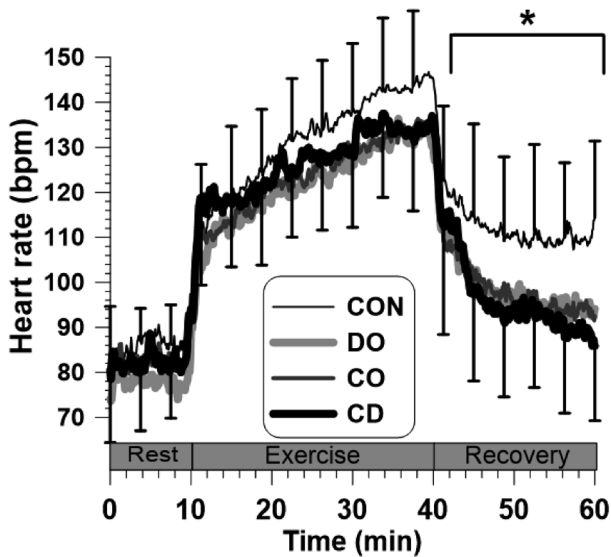 *
150
140
130
120
110
100
90
80
70
Heart rate (bpm)
CON
DO
CO
CD
Rest Exercise Recovery
0 10 20 30 40 50 60
Time (min)